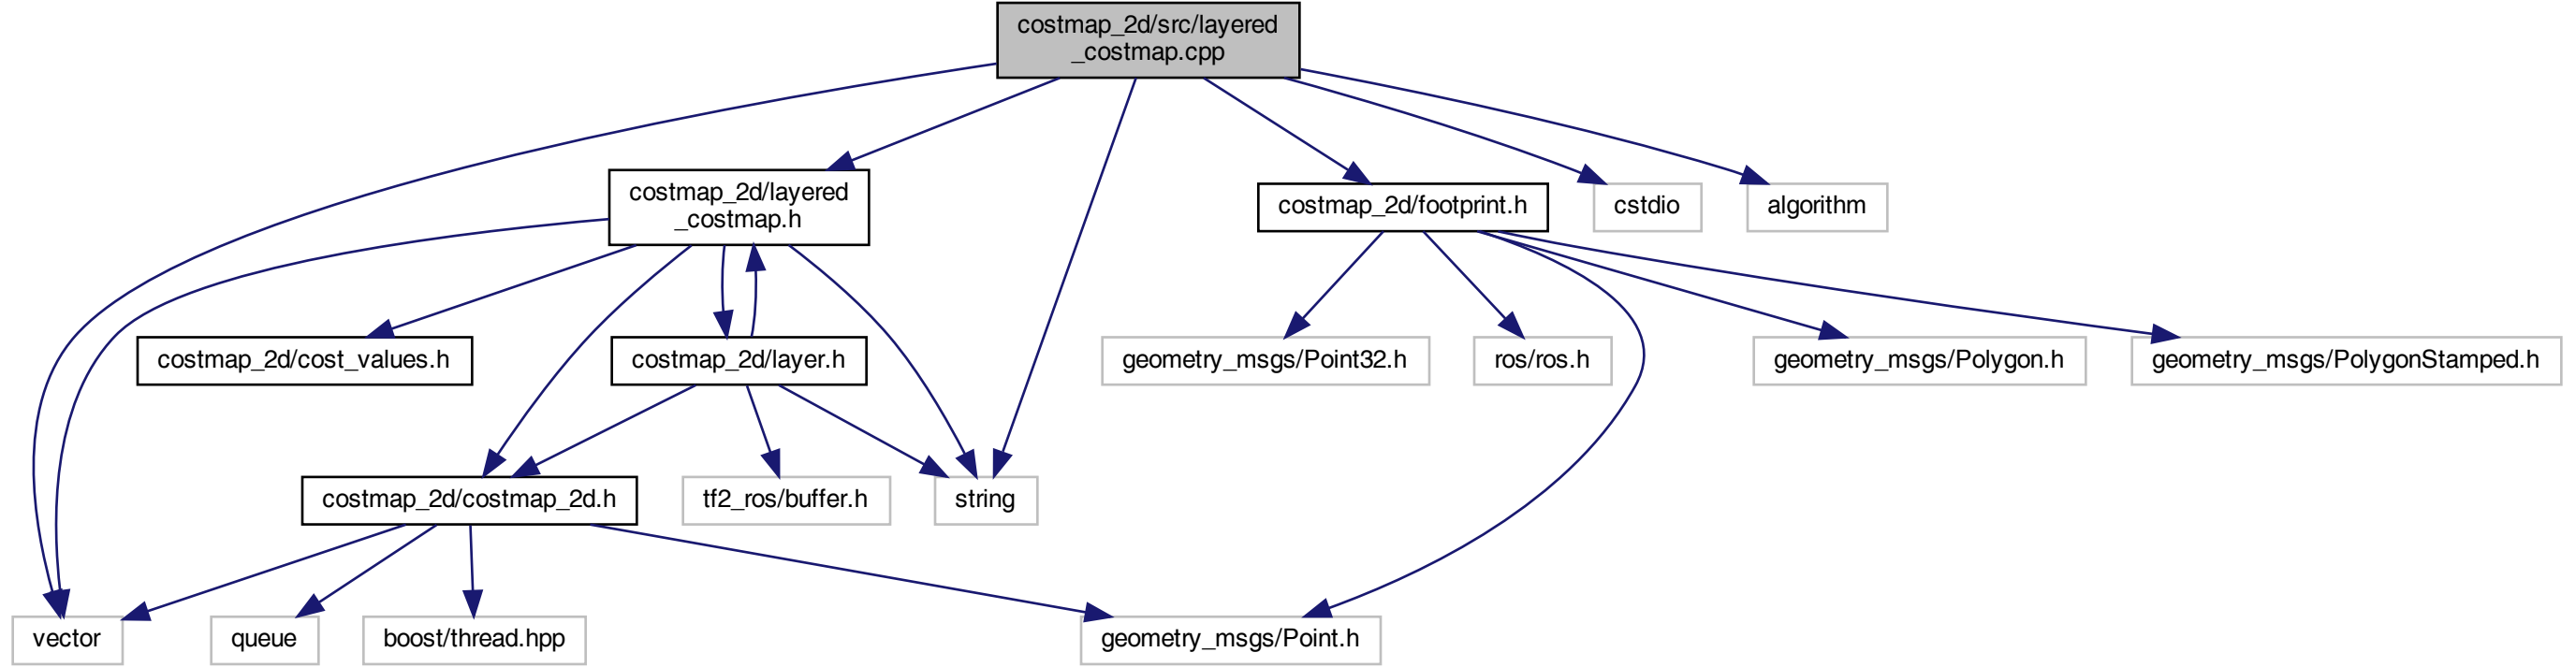 costmap_2d/src/layered
_costmap.cpp
costmap_2d/layered
_costmap.h
costmap_2d/footprint.h
cstdio
algorithm
costmap_2d/cost_values.h
costmap_2d/layer.h
geometry_msgs/Point32.h
ros/ros.h
geometry_msgs/Polygon.h
geometry_msgs/PolygonStamped.h
costmap_2d/costmap_2d.h
tf2_ros/buffer.h
string
vector
queue
boost/thread.hpp
geometry_msgs/Point.h